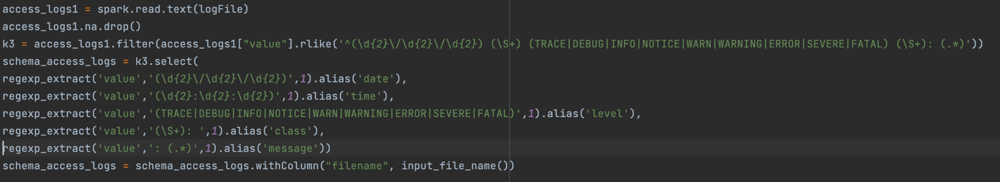 access_logs1 = spark.read.text(logFile)
access_logs1.na.drop()
k3 = access_logs1.filter(access_logs1["value"].rlike('^(\d{2}\/\d{2}\/\d{2}) (\S+) (TRACE|DEBUG|INFO|NOTICE|WARN|WARNING|ERROR|SEVERE|FATAL) (\S+): (.*)'))
schema_access_logs = k3.select(
regexp_extract('value','(\d{2}\/\d{2}\/\d{2})',1).alias('date'),
regexp_extract('value','(\d{2}:\d{2}:\d{2})',1).alias('time'),
regexp_extract('value','(TRACE|DEBUG|INFO|NOTICE|WARN|WARNING|ERROR|SEVERE|FATAL)',1).alias('level'),
regexp_extract('value','(\S+): ',1).alias('class'),
regexp_extract('value',': (.*)',1).alias('message'))
schema_access_logs = schema_access_logs.withColumn("filename", input_file_name())